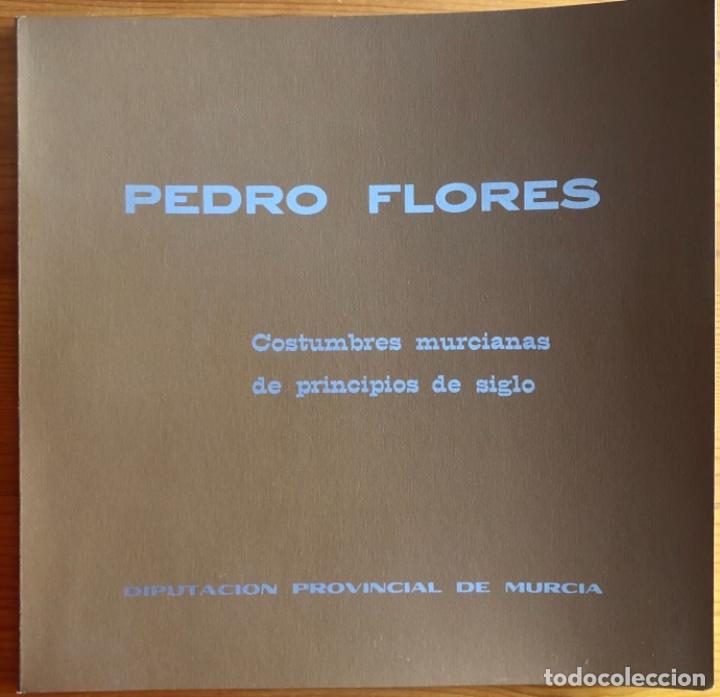 PEDRO FLORES
Costumbres murcianas
de principios de siglo
DIPUTACION PROVINCIAL DE MURCIA
todocoleccion